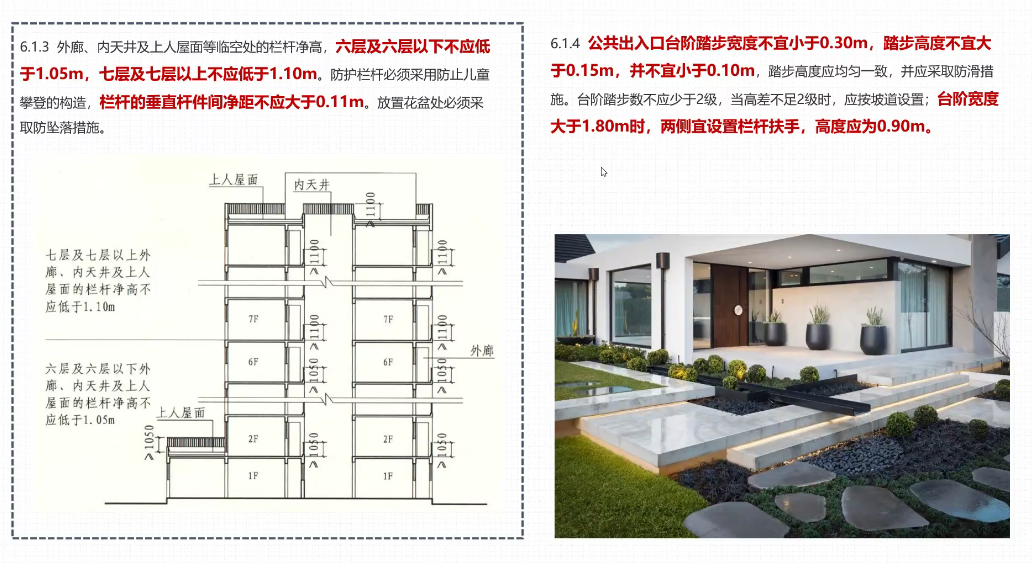 6.1.3 外廊、内天井及上人屋面等临空处的栏杆净高，六层及六层以下不应低
于1.05m，七层及七层以上不应低于1.10m。防护栏杆必须采用防止儿童
攀登的构造，栏杆的垂直杆件间净距不应大于0.11m。放置花盆处必须采
取防坠落措施。
上人屋面
内天井
1100
七层及七层以上外
廊、内天井及上人
屋面的栏杆净高不
应低于1.10m
1100
1100
7F
7F
1100
1100
外廊
6F
6F
1050
1050
六层及六层以下外
廊、内天井及上人
屋面的栏杆净高不
应低于1.05m
上人屋面
1050
2F
2F
1050
1050
1F
1F
6.1.4 公共出入口台阶踏步宽度不宜小于0.30m，踏步高度不宜大
于0.15m，并不宜小于0.10m，踏步高度应均匀一致，并应采取防滑措
施。台阶踏步数不应少于2级，当高差不足2级时，应按坡道设置；台阶宽度
大于1.80m时，两侧宜设置栏杆扶手，高度应为0.90m。